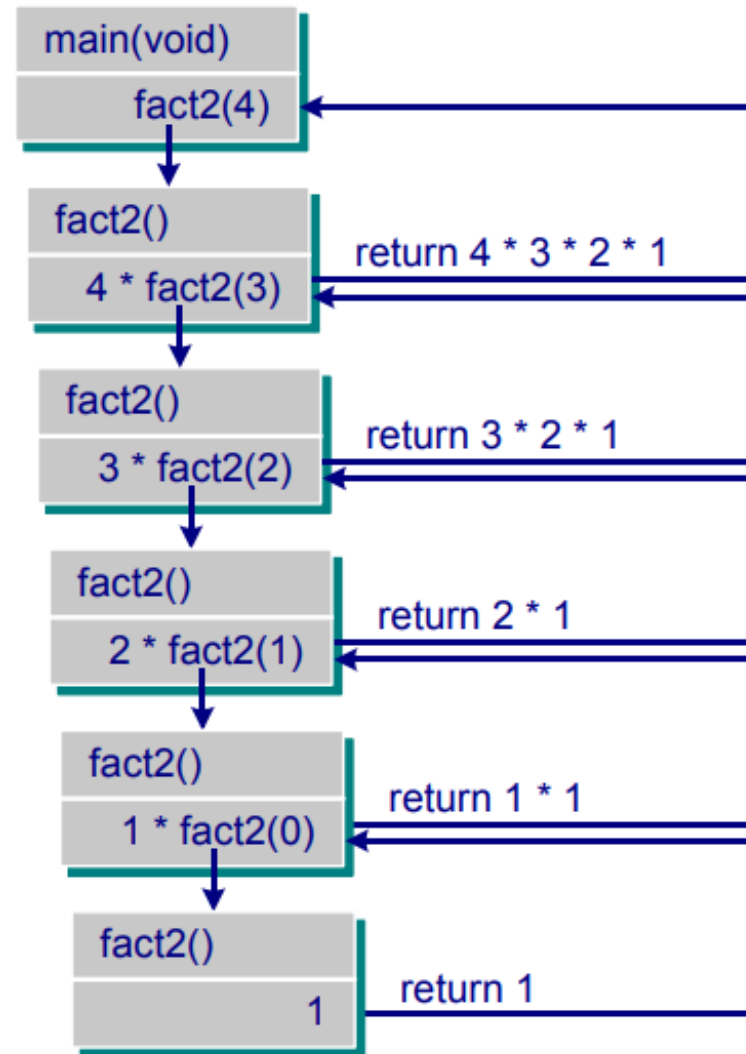 main(void)
fact2(4)
fact2()
4 * fact2(3)
return 4 * 3 * 2 * 1
fact2()
3 * fact2(2)
return 3 * 2 * 1
fact2()
2 * fact2(1)
return 2 * 1
fact2()
1 * fact2(0)
return 1 * 1
fact2()
1
return 1